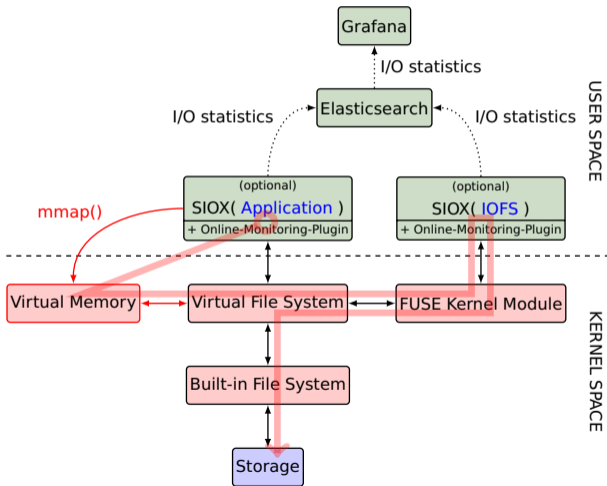 Grafana
I/O statistics
Elasticsearch
I/O statistics
I/O statistics
USER SPACE
(optional)
SIOX( Application )
+ Online-Monitoring-Plugin
(optional)
SIOX( IOFS )
+ Online-Monitoring-Plugin
mmap()
Virtual Memory
Virtual File System
FUSE Kernel Module
KERNEL SPACE
Built-in File System
Storage